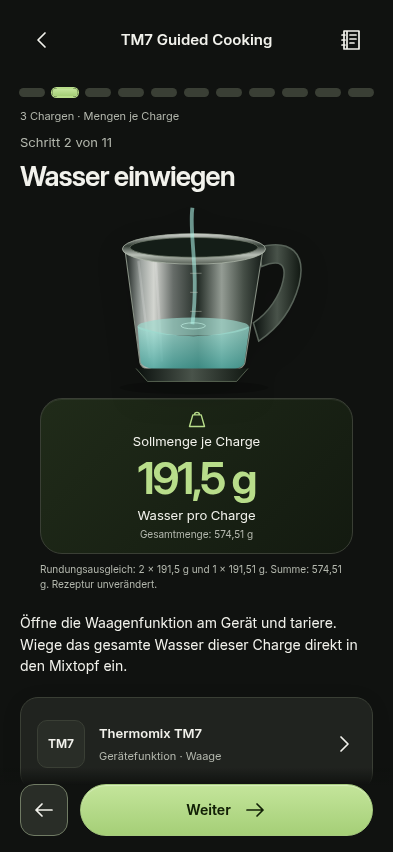 TM7 Guided Cooking
3 Chargen · Mengen je Charge
Schritt 2 von 11
Wasser einwiegen
Sollmenge je Charge
191,5 g
Wasser pro Charge
Gesamtmenge: 574,51 g
Rundungsausgleich: 2 × 191,5 g und 1 × 191,51 g. Summe: 574,51
g. Rezeptur unverändert.
Öffne die Waagenfunktion am Gerät und tariere.
Wiege das gesamte Wasser dieser Charge direkt in
den Mixtopf ein.
TM7
Thermomix TM7
Gerätefunktion · Waage
Weiter